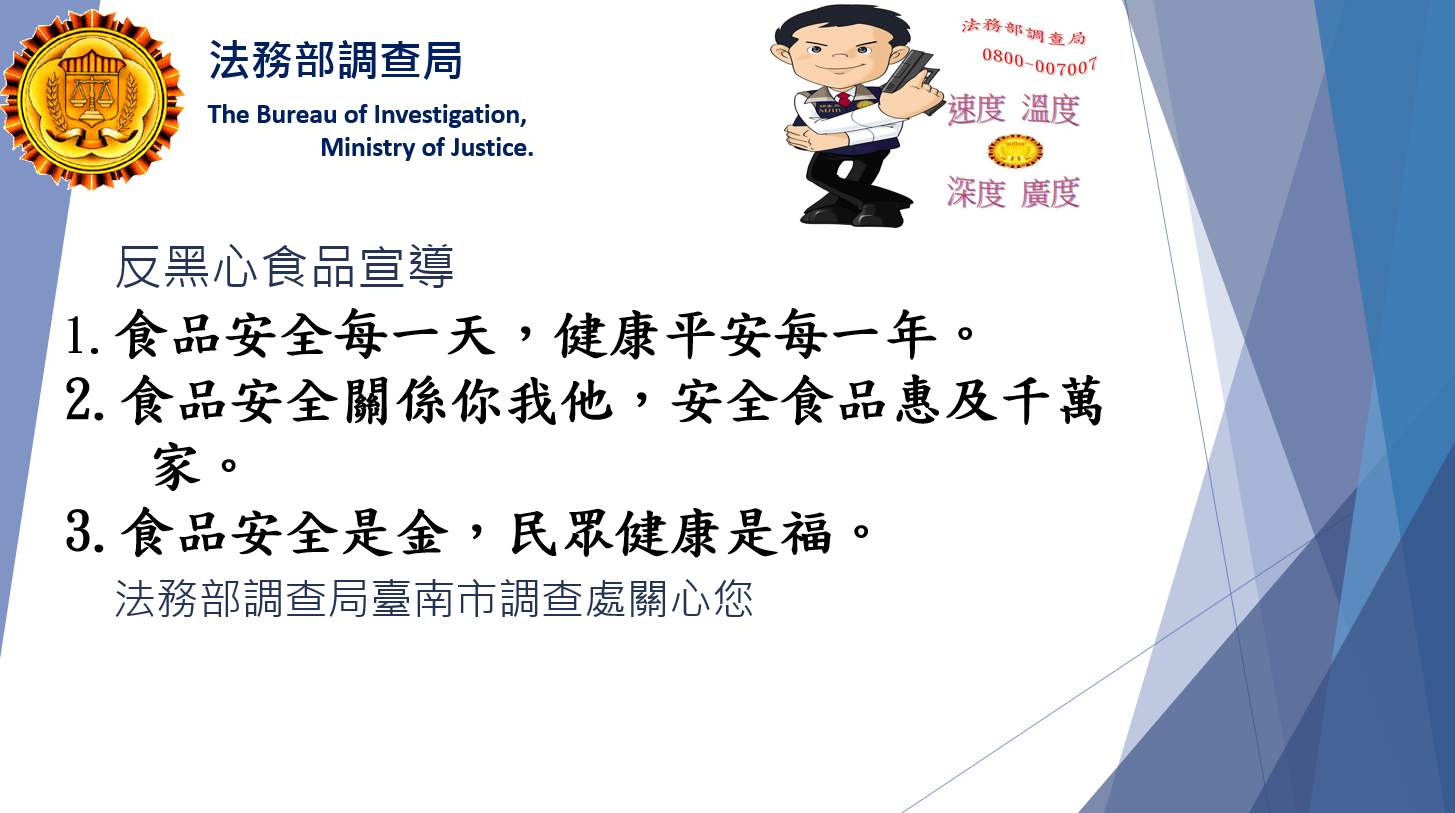 法務部調查局
The Bureau of Investigation,
Ministry of Justice.
法務部調查局
0800-007007
速度 溫度
深度 廣度
反黑心食品宣導
1.食品安全每一天，健康平安每一年。
2.食品安全關係你我他，安全食品惠及千萬
家。
3.食品安全是金，民眾健康是福。
法務部調查局臺南市調查處關心您